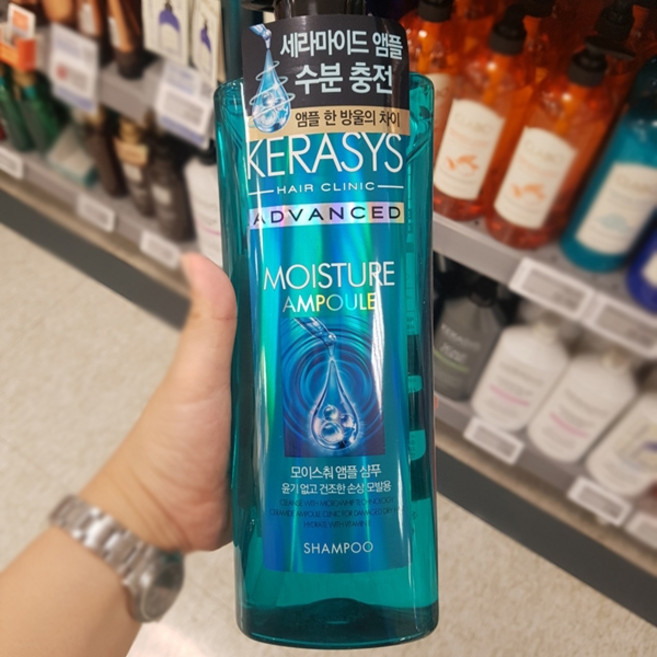 세라마이드 앰플
수분 충전
앰플 한 방울의 차이
KERASYS
HAIR CLINIC
ADVANCED
MOISTURE
AMPOULE
모이스춰 앰플 샴푸
윤기 없고 건조한 손상 모발용
SHAMPOO